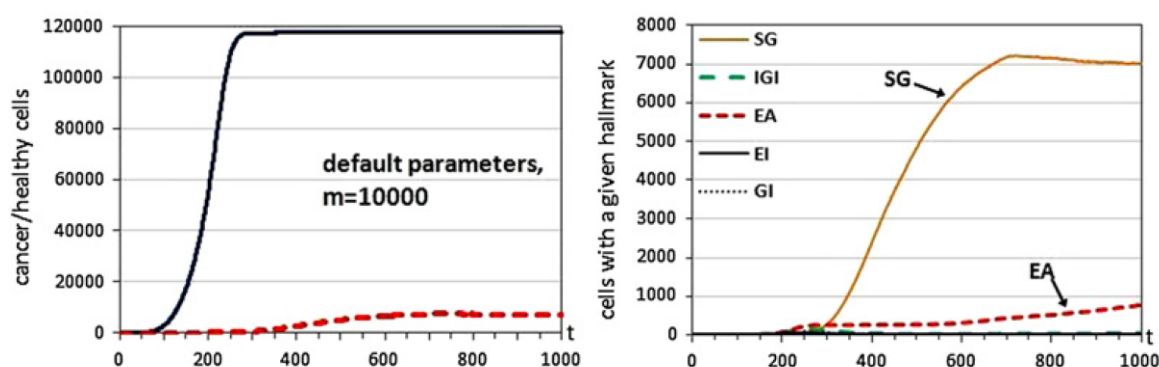 cancer/healthy cells
120000
100000
80000
60000
40000
20000
0
default parameters,
m=10000
0 200 400 600 800 1000
t
cells with a given hallmark
8000
7000
6000
5000
4000
3000
2000
1000
0
SG
IGI
EA
EI
GI
SG
EA
0 200 400 600 800 1000
t